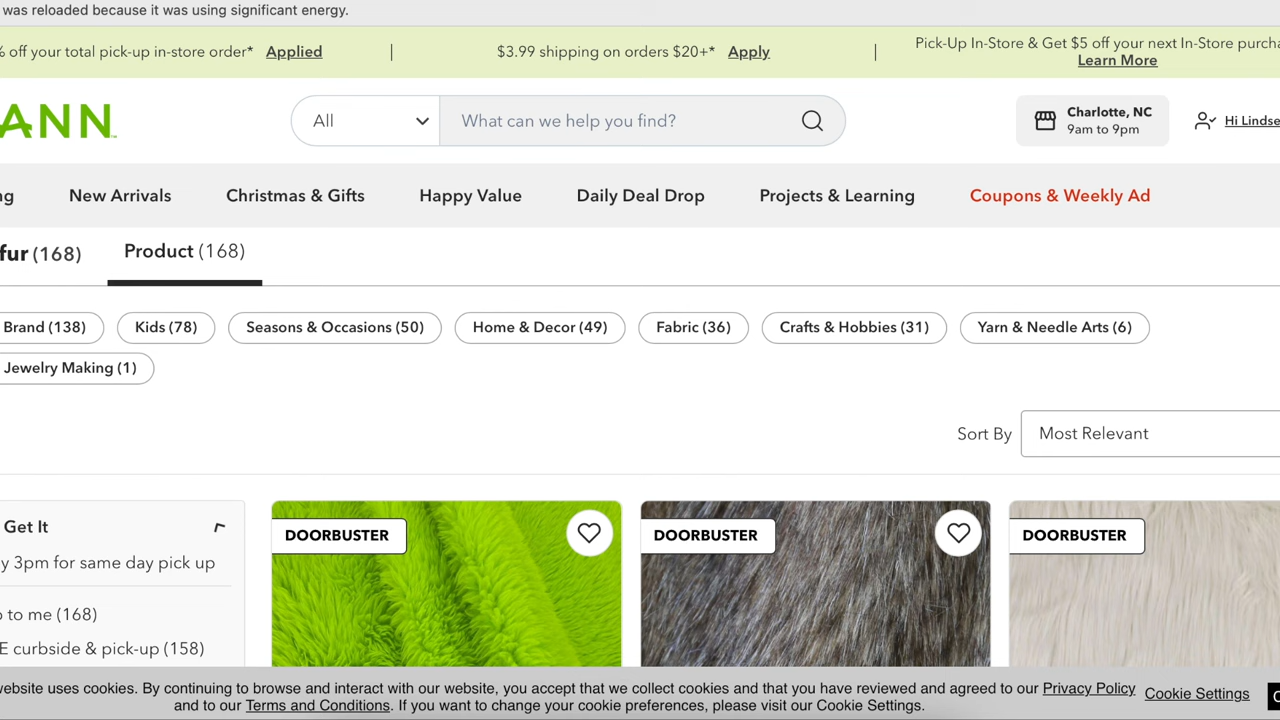 was reloaded because it was using significant energy.
% off your total pick-up in-store order* Applied | $3.99 shipping on orders $20+* Apply | Pick-Up In-Store & Get $5 off your next In-Store
Learn More
ANN
All What can we help you find? Charlotte, NC
9am to 9pm
Hi
New Arrivals Christmas & Gifts Happy Value Daily Deal Drop Projects & Learning Coupons & Weekly Ad
fur (168) Product (168)
Brand (138) Kids (78) Seasons & Occasions (50) Home & Decor (49) Fabric (36) Crafts & Hobbies (31) Yarn & Needle Arts (6)
Jewelry Making (1)
Sort By Most Relevant
Get It
DOORBUSTER DOORBUSTER DOORBUSTER
3pm for same day pick up
to me (168)
curbside & pick-up (158)
website uses cookies. By continuing to browse and interact with our website, you accept that we collect cookies and that you have reviewed and agreed to our Privacy Policy Cookie Settings
and to our Terms and Conditions. If you want to change your cookie preferences, please visit our Cookie Settings.